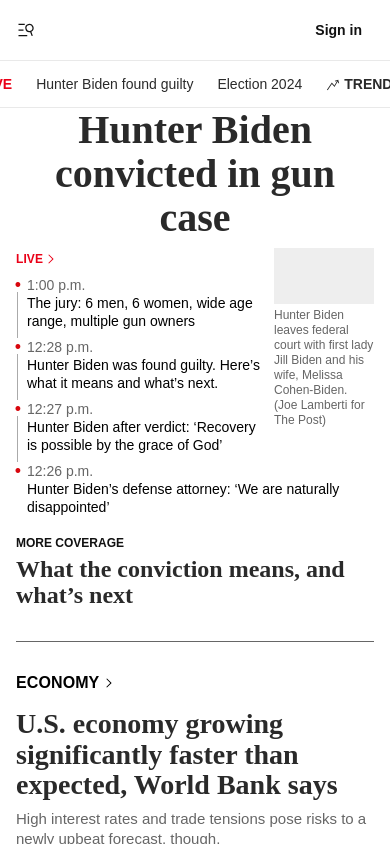 Sign in
Hunter Biden found guilty
Election 2024
Hunter Biden
convicted in gun
case
LIVE
1:00 p.m.
The jury: 6 men, 6 women, wide age
range, multiple gun owners
12:28 p.m.
Hunter Biden was found guilty. Here’s
what it means and what’s next.
12:27 p.m.
Hunter Biden after verdict: ‘Recovery
is possible by the grace of God’
12:26 p.m.
Hunter Biden’s defense attorney: ‘We are naturally
disappointed’
Hunter Biden
leaves federal
court with first lady
Jill Biden and his
wife, Melissa
Cohen-Biden.
(Joe Lamberti for
The Post)
MORE COVERAGE
What the conviction means, and
what’s next
ECONOMY
U.S. economy growing
significantly faster than
expected, World Bank says
High interest rates and trade tensions pose risks to a
newly upbeat forecast, though.